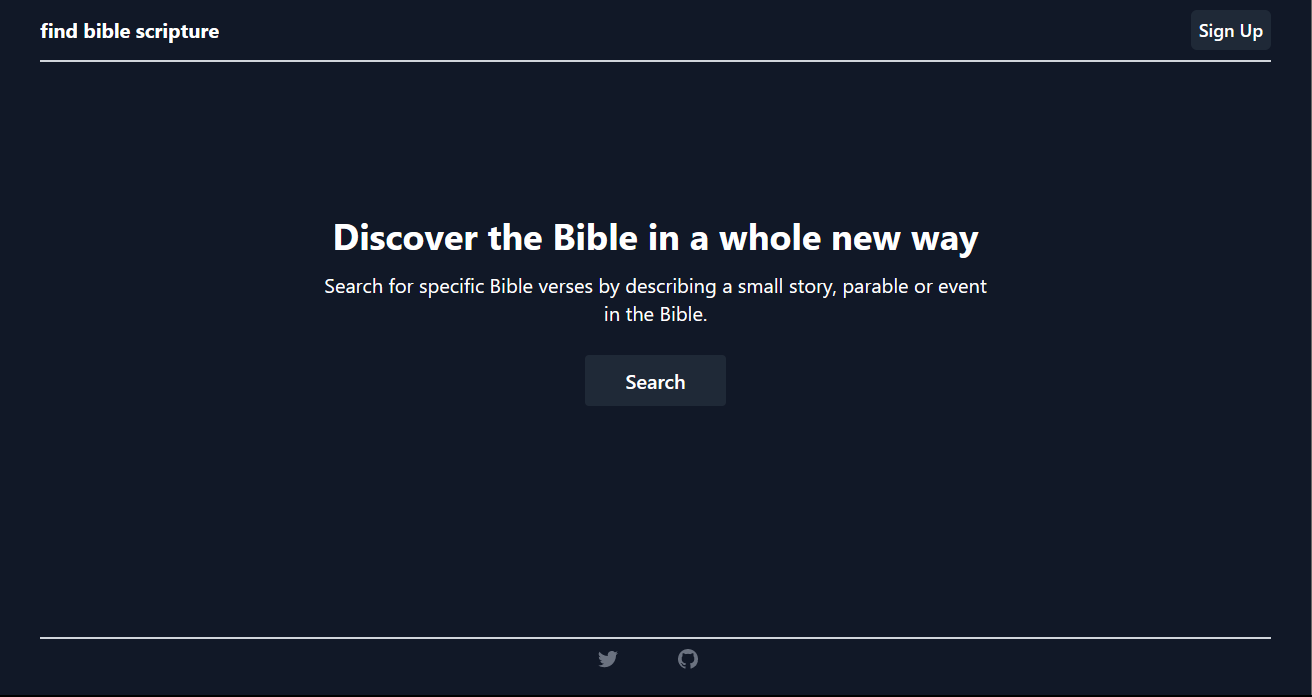 find bible scripture
Sign Up
Discover the Bible in a whole new way
Search for specific Bible verses by describing a small story, parable or event
in the Bible.
Search